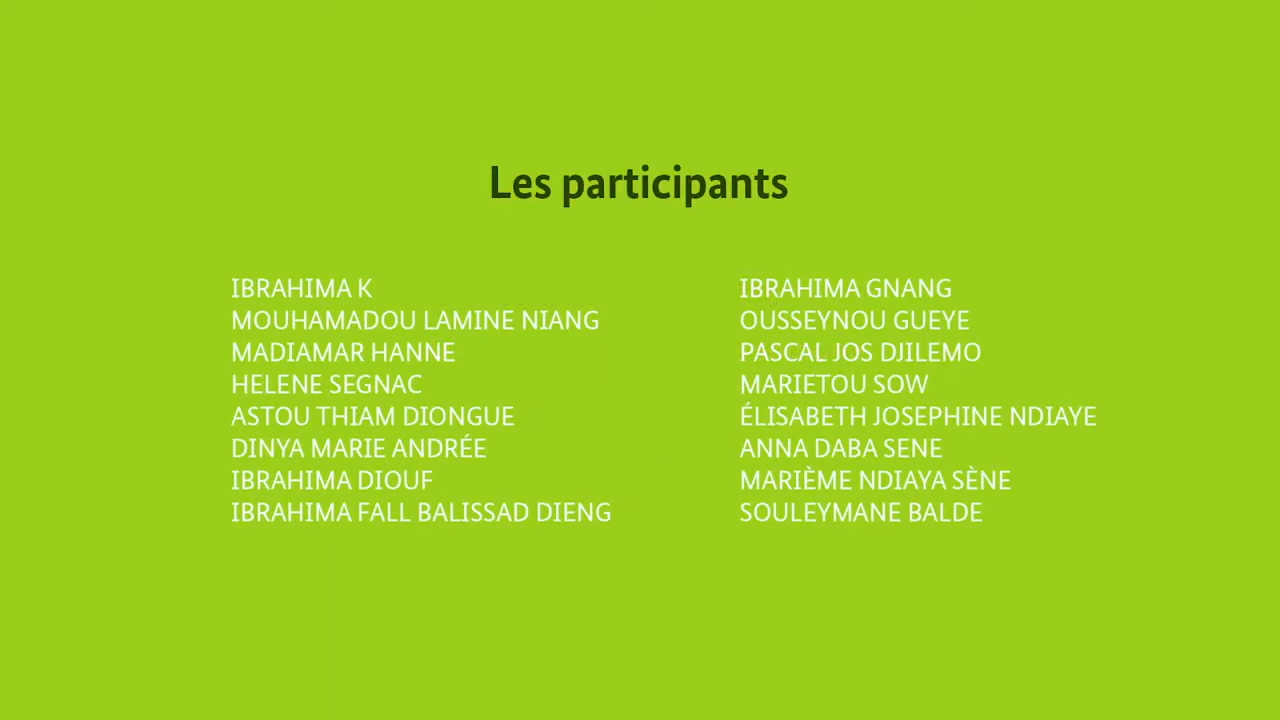 Les participants
IBRAHIMA K
MOUHAMADOU LAMINE NIANG
MADIAMAR HANNE
HELENE SEGNAC
ASTOU THIAM DIONGUE
DINYA MARIE ANDRÉE
IBRAHIMA DIOUF
IBRAHIMA FALL BALISSAD DIENG
IBRAHIMA GNANG
OUSSEYNOU GUEYE
PASCAL JOS DJILEMO
MARIETOU SOW
ÉLISABETH JOSEPHINE NDIAYE
ANNA DABA SENE
MARIÈME NDIAYA SÈNE
SOULEYMANE BALDE